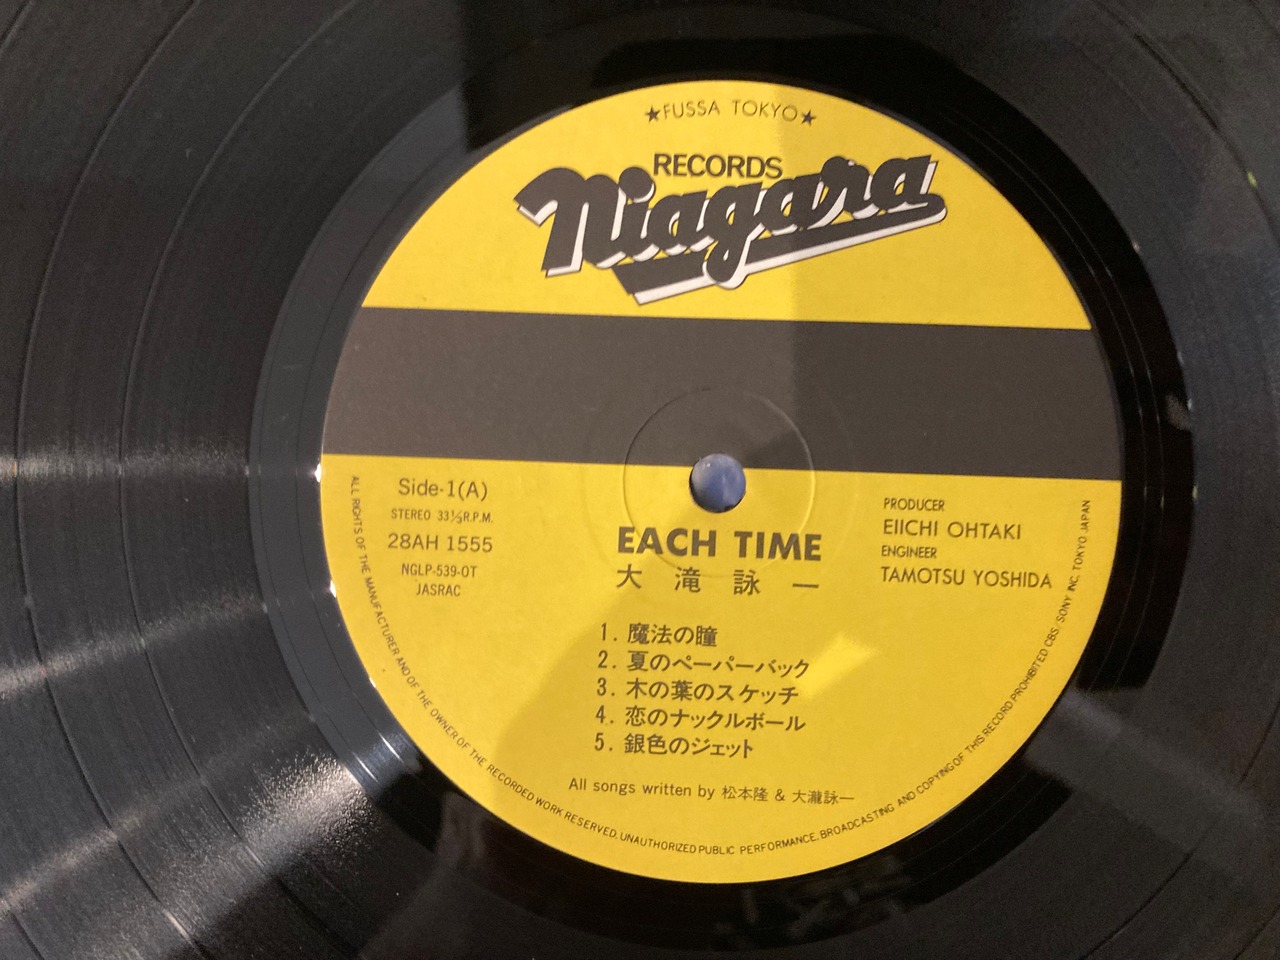 ★FUSSA TOKYO★
RECORDS
Niagara
Side-1(A)
STEREO 33⅓R.P.M.
28AH 1555
NGLP-539-OT
JASRAC
EACH TIME
大滝詠一
PRODUCER
EIICHI OHTAKI
ENGINEER
TAMOTSU YOSHIDA
1. 魔法の瞳
2. 夏のペーパーバック
3. 木の葉のスケッチ
4. 恋のナックルボール
5. 銀色のジェット
All songs written by 松本隆 & 大瀧詠一
ALL RIGHTS OF THE MANUFACTURER AND OF THE OWNER OF THE RECORDED WORK RESERVED. UNAUTHORIZED PUBLIC PERFORMANCE. BROADCASTING AND COPYING OF THIS RECORD PROHIBITED CBS/SONY INC. TOKYO JAPAN